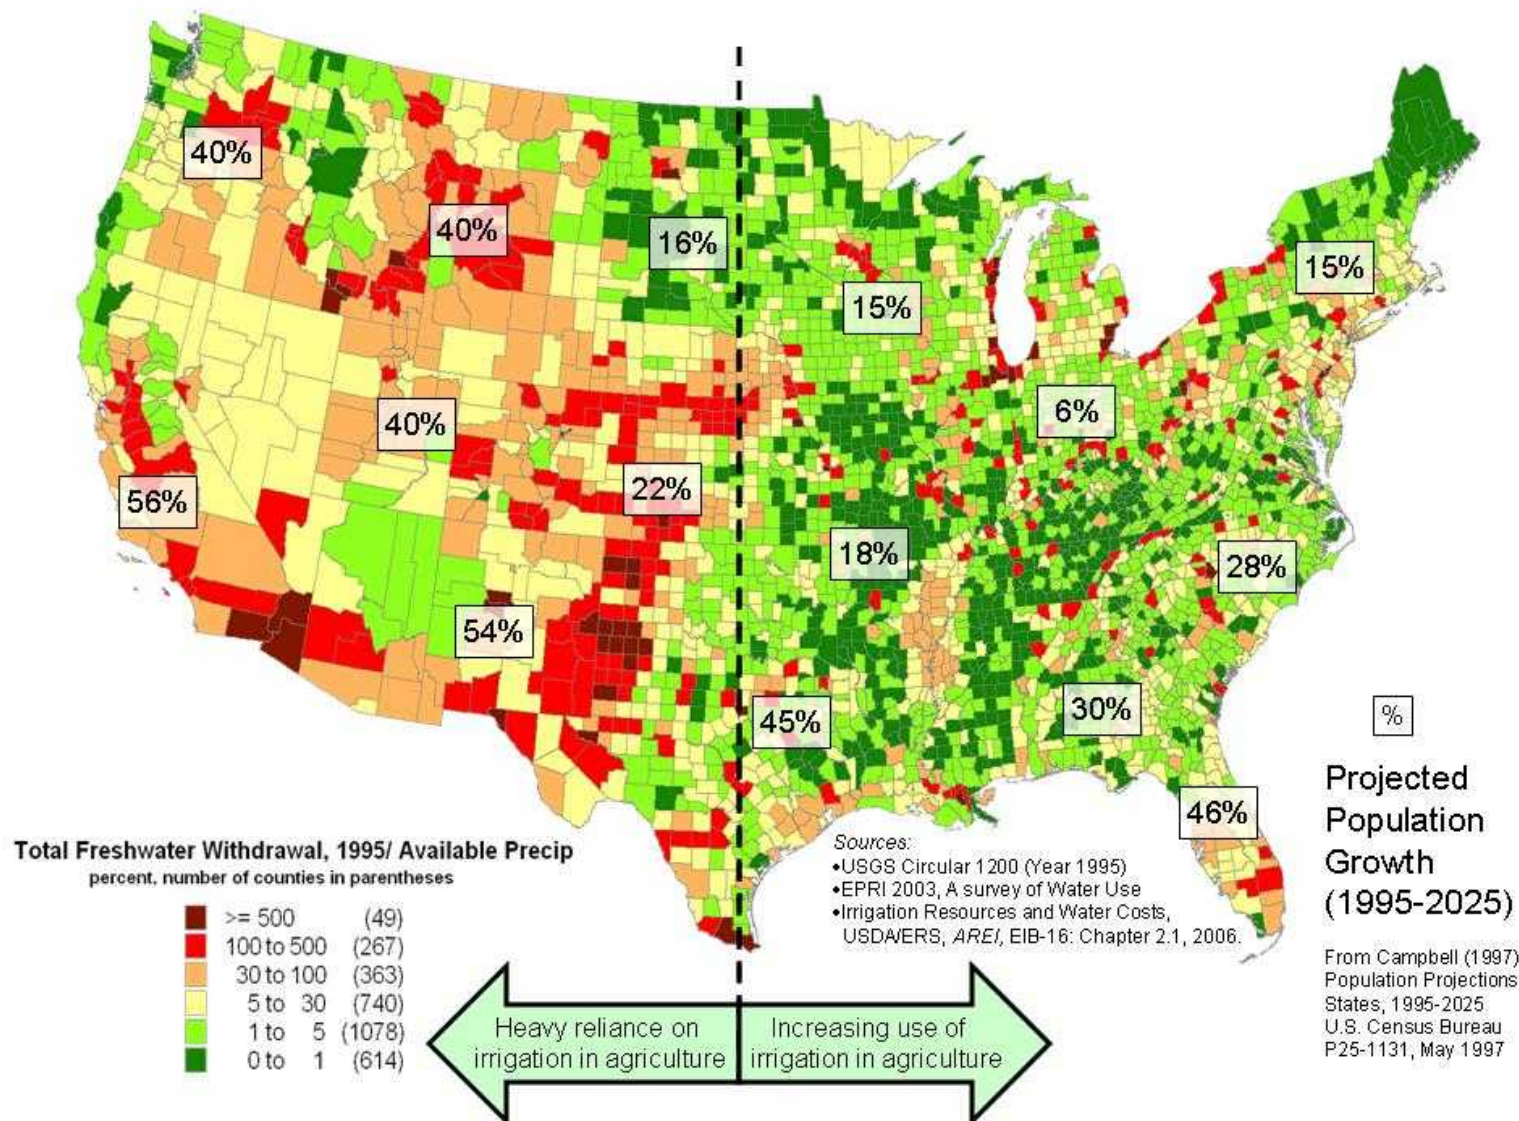 40%
40%
16%
15%
15%
40%
6%
56%
22%
18%
28%
54%
45%
30%
46%
%
Projected
Population
Growth
(1995-2025)
From Campbell (1997)
Population Projections
States, 1995-2025
U.S. Census Bureau
P25-1131, May 1997
Total Freshwater Withdrawal, 1995/ Available Precip
percent, number of counties in parentheses
>= 500 (49)
100 to 500 (267)
30 to 100 (363)
5 to 30 (740)
1 to 5 (1078)
0 to 1 (614)
Sources:
•USGS Circular 1200 (Year 1995)
•EPRI 2003, A survey of Water Use
•Irrigation Resources and Water Costs,
USDA/ERS, AREI, EIB-16: Chapter 2.1, 2006.
Heavy reliance on
irrigation in agriculture
Increasing use of
irrigation in agriculture